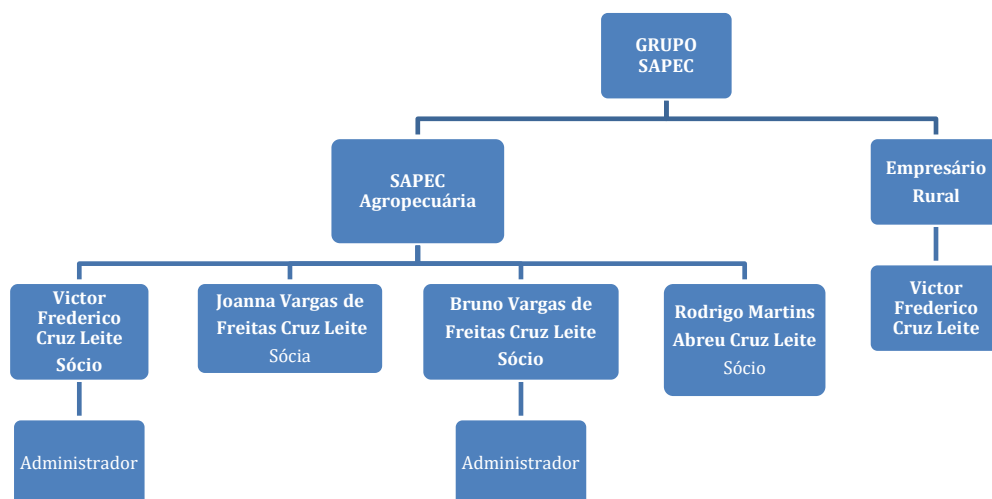 GRUPO
SAPEC
SAPEC
Agropecuária
Empresário
Rural
Victor
Frederico
Cruz Leite
Sócio
Joanna Vargas de
Freitas Cruz Leite
Sócia
Bruno Vargas de
Freitas Cruz Leite
Sócio
Rodrigo Martins
Abreu Cruz Leite
Sócio
Victor
Frederico
Cruz Leite
Administrador
Administrador